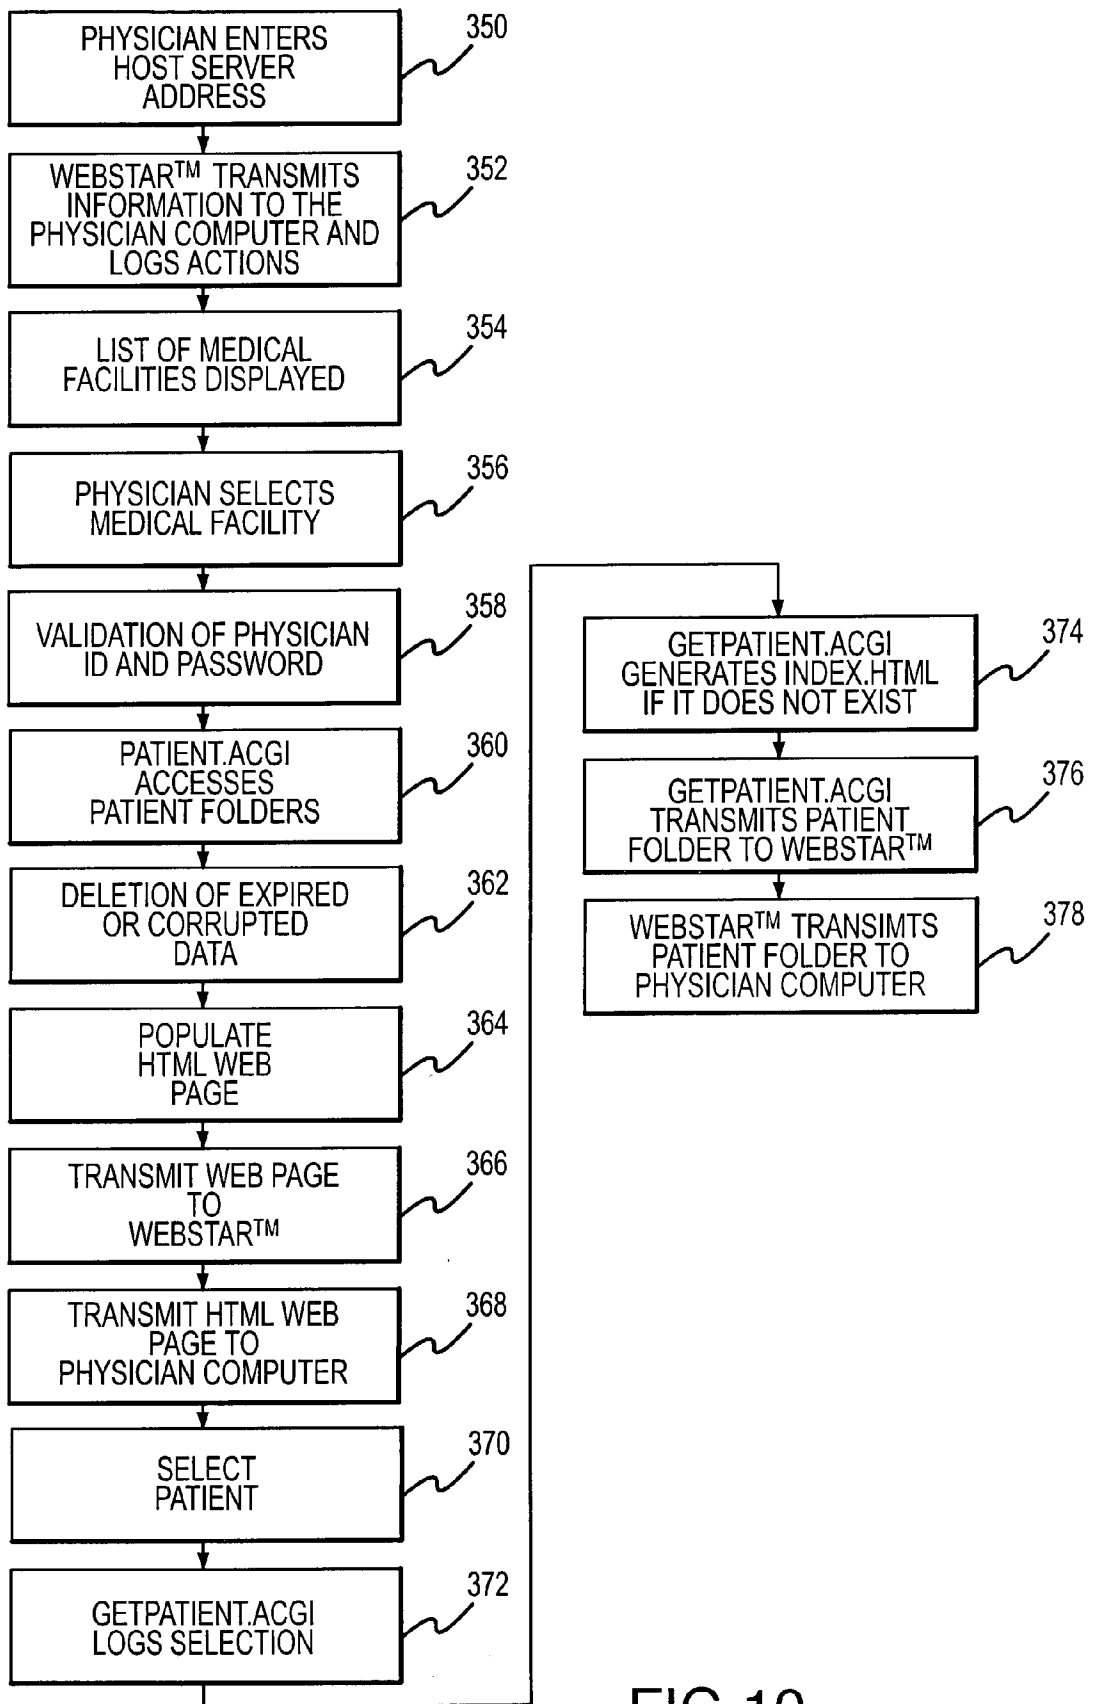 PHYSICIAN ENTERS
HOST SERVER
ADDRESS
350
WEBSTAR™ TRANSMITS
INFORMATION TO THE
PHYSICIAN COMPUTER AND
LOGS ACTIONS
352
LIST OF MEDICAL
FACILITIES DISPLAYED
354
PHYSICIAN SELECTS
MEDICAL FACILITY
356
VALIDATION OF PHYSICIAN
ID AND PASSWORD
358
PATIENT.ACGI
ACCESSES
PATIENT FOLDERS
360
DELETION OF EXPIRED
OR CORRUPTED
DATA
362
POPULATE
HTML WEB
PAGE
364
TRANSMIT WEB PAGE
TO
WEBSTAR™
366
TRANSMIT HTML WEB
PAGE TO
PHYSICIAN COMPUTER
368
SELECT
PATIENT
370
GETPATIENT.ACGI
LOGS SELECTION
372
GETPATIENT.ACGI
GENERATES INDEX.HTML
IF IT DOES NOT EXIST
374
GETPATIENT.ACGI
TRANSMITS PATIENT
FOLDER TO WEBSTAR™
376
WEBSTAR™ TRANSIMTS
PATIENT FOLDER TO
PHYSICIAN COMPUTER
378